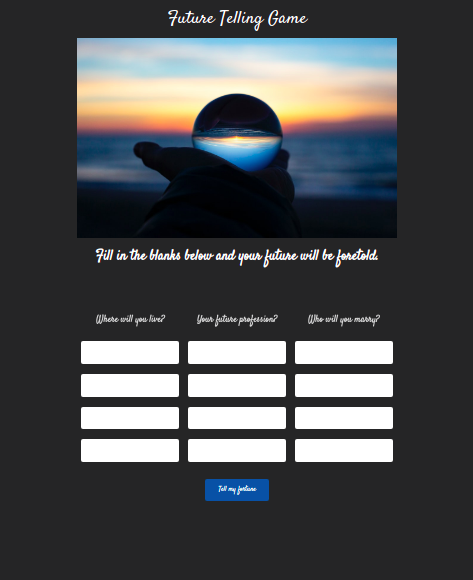 Future Telling Game
Fill in the blanks below and your future will be foretold.
Where will you live? Your future profession? Who will you marry?
Tell my fortune